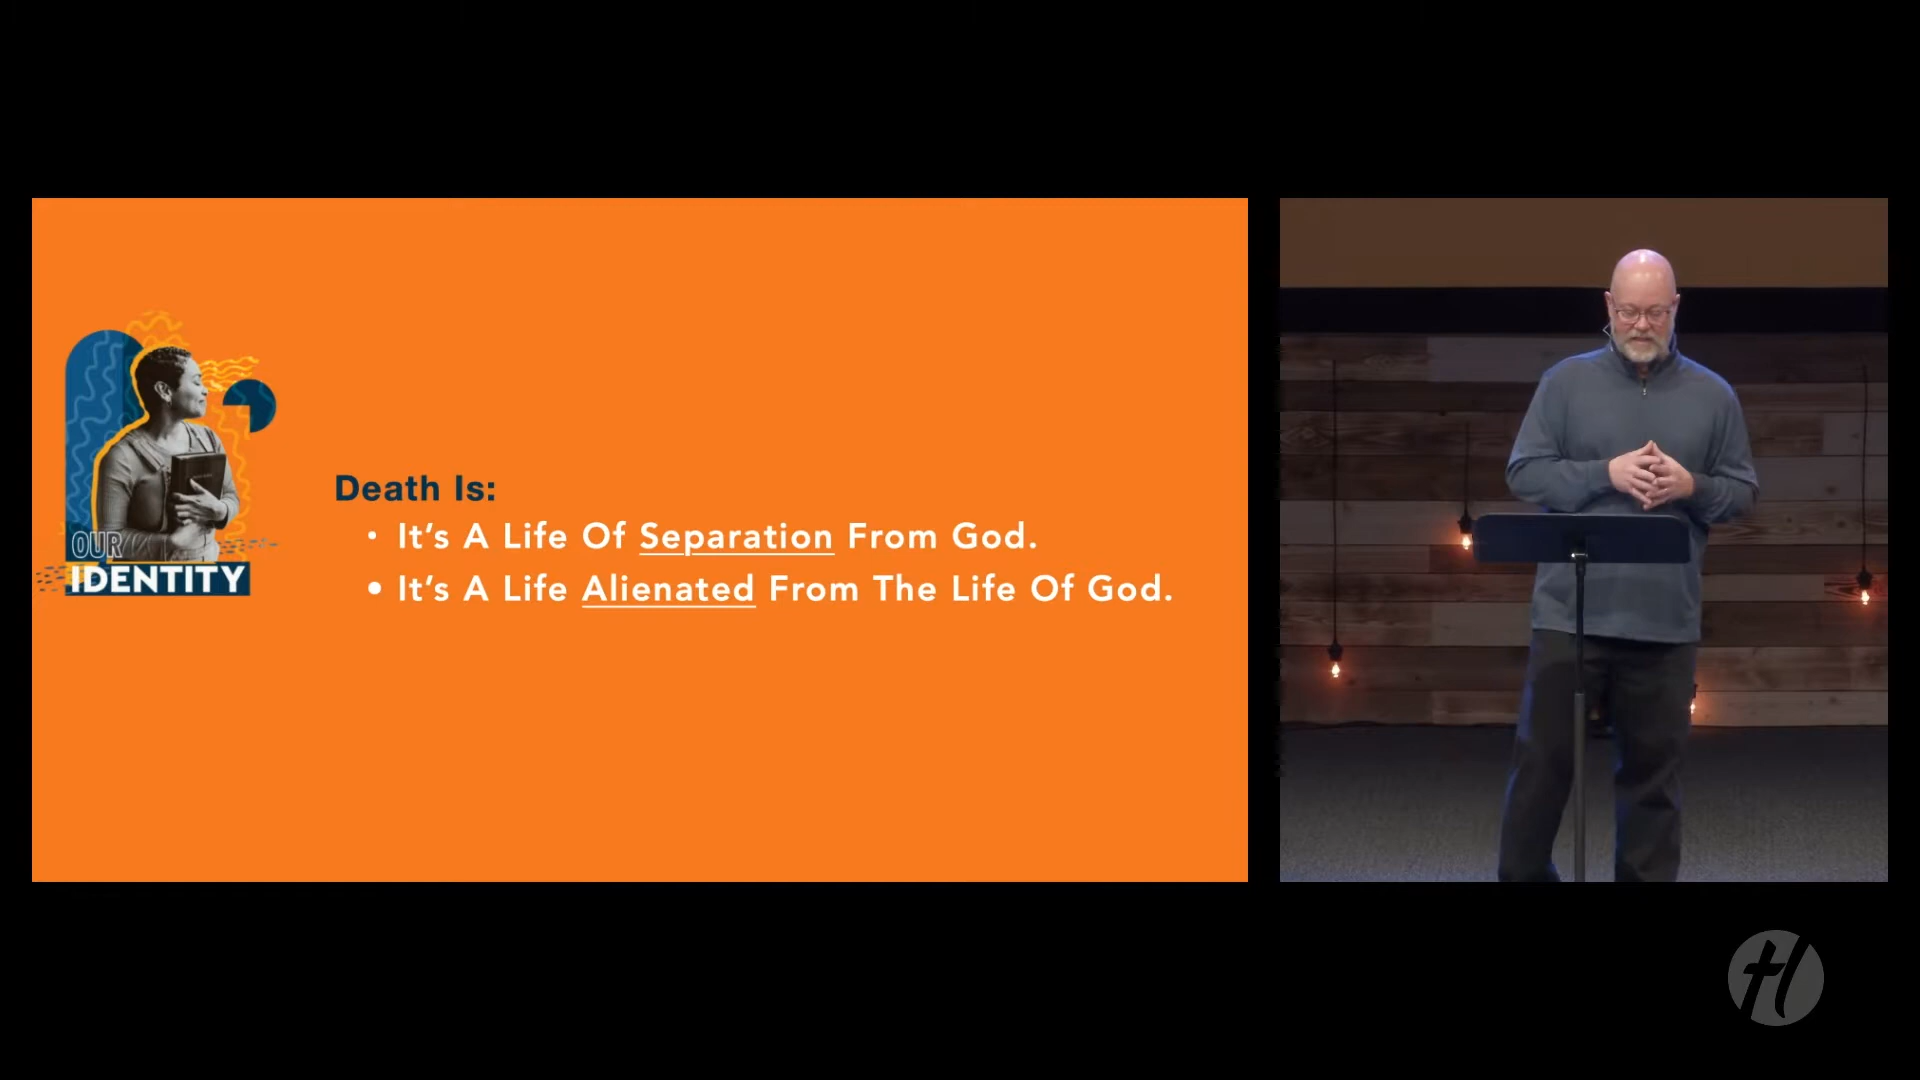 OUR
IDENTITY
Death Is:
• It's A Life Of Separation From God.
• It's A Life Alienated From The Life Of God.